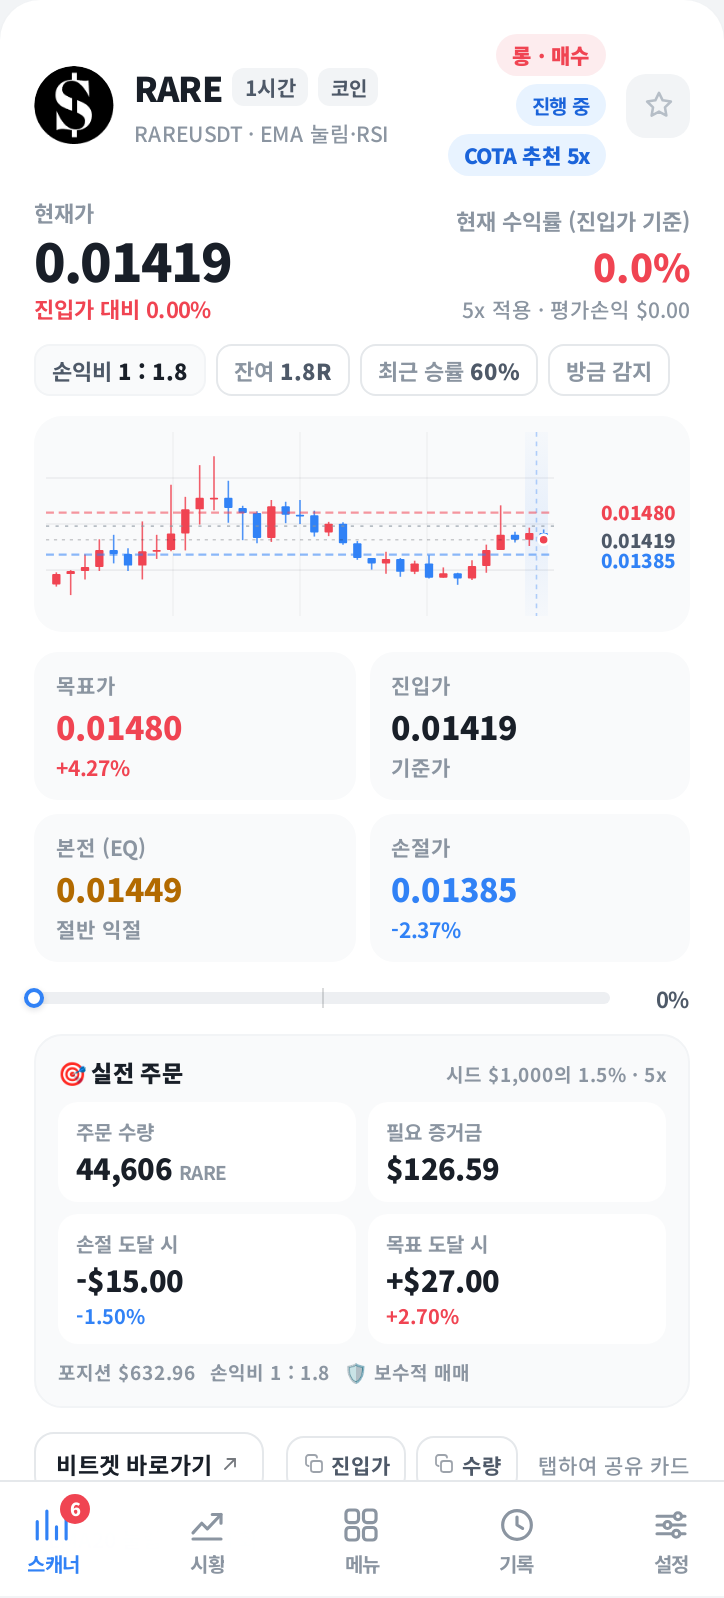 롱 · 매수
RARE 1시간 코인
진행 중
RAREUSDT · EMA 눌림·RSI
COTA 추천 5x
현재가
현재 수익률 (진입가 기준)
0.01419
0.0%
진입가 대비 0.00%
5x 적용 · 평가손익 $0.00
손익비 1 : 1.8
잔여 1.8R
최근 승률 60%
방금 감지
0.01480
0.01419
0.01385
목표가
0.01480
+4.27%
진입가
0.01419
기준가
본전 (EQ)
0.01449
절반 익절
손절가
0.01385
-2.37%
0%
🎯 실전 주문
시드 $1,000의 1.5% · 5x
주문 수량
44,606 RARE
필요 증거금
$126.59
손절 도달 시
-$15.00
-1.50%
목표 도달 시
+$27.00
+2.70%
포지션 $632.96 손익비 1 : 1.8 🛡️ 보수적 매매
비트겟 바로가기 ↗
진입가
수량
탭하여 공유 카드
6
스캐너
시황
메뉴
기록
설정